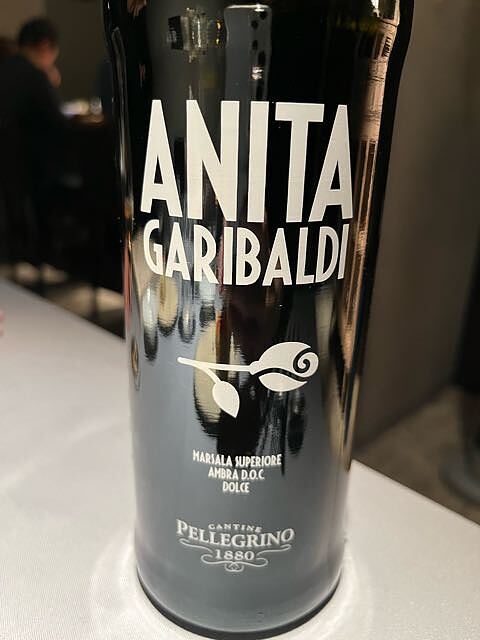 ANITA
GARIBALDI
MARSALA SUPERIORE
AMBRA D.O.C
DOLCE
CANTINE
PELLEGRINO
1880